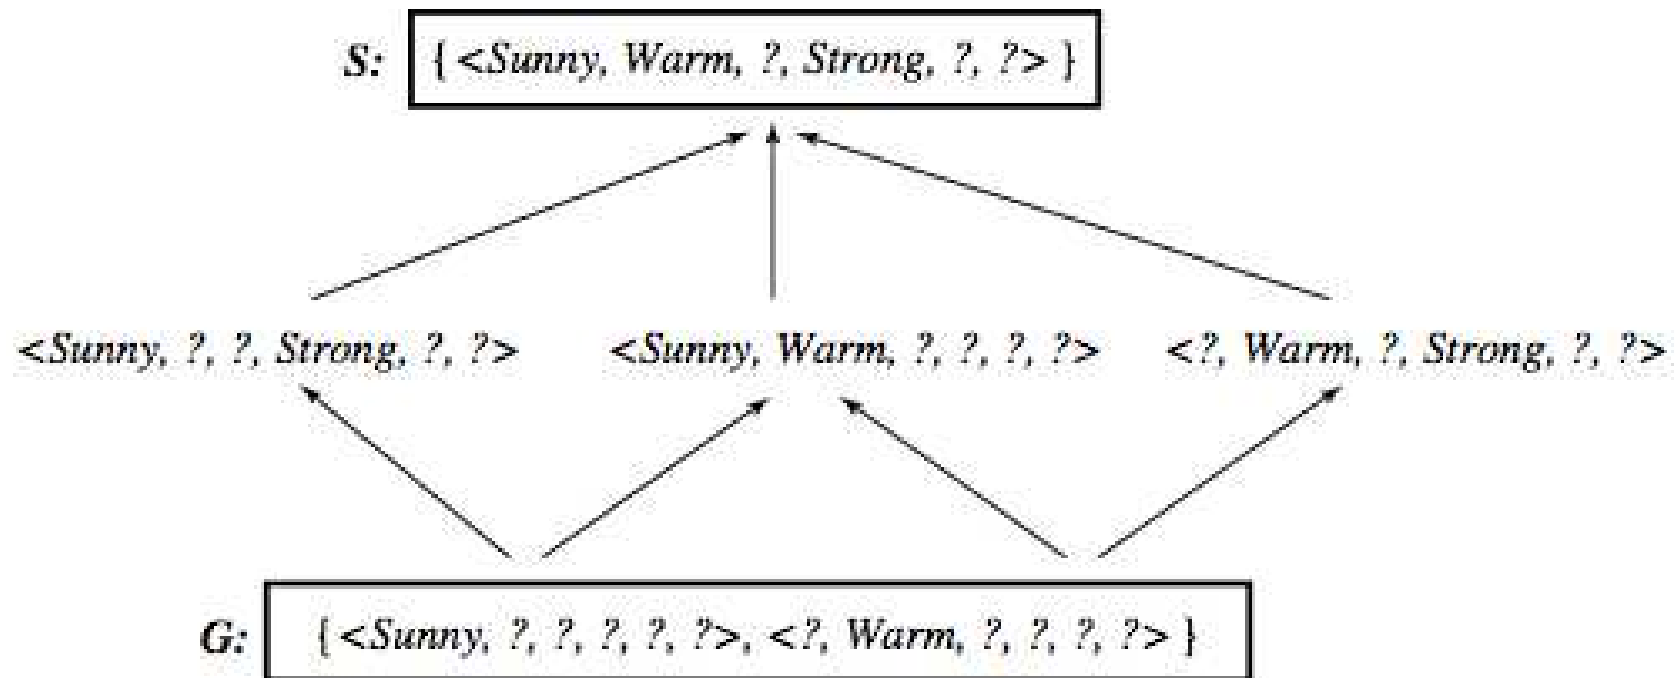 S: { <Sunny, Warm, ?, Strong, ?, ?> }
<Sunny, ?, ?, Strong, ?, ?> <Sunny, Warm, ?, ?, ?, ?> <?, Warm, ?, Strong, ?, ?>
G: { <Sunny, ?, ?, ?, ?, ?>, <?, Warm, ?, ?, ?, ?> }